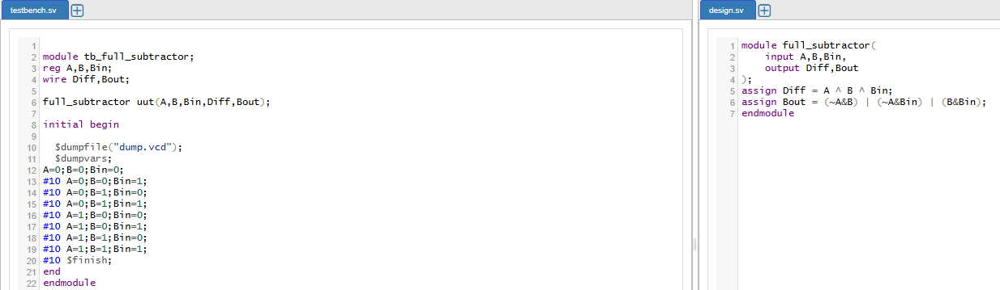 testbench.sv
1
2 module tb_full_subtractor;
3 reg A,B,Bin;
4 wire Diff,Bout;
5
6 full_subtractor uut(A,B,Bin,Diff,Bout);
7
8 initial begin
9
10 $dumpfile("dump.vcd");
11 $dumpvars;
12 A=0;B=0;Bin=0;
13 #10 A=0;B=0;Bin=1;
14 #10 A=0;B=1;Bin=0;
15 #10 A=0;B=1;Bin=1;
16 #10 A=1;B=0;Bin=0;
17 #10 A=1;B=0;Bin=1;
18 #10 A=1;B=1;Bin=0;
19 #10 A=1;B=1;Bin=1;
20 #10 $finish;
21 end
22 endmodule
design.sv
1 module full_subtractor(
2 input A,B,Bin,
3 output Diff,Bout
4 );
5 assign Diff = A ^ B ^ Bin;
6 assign Bout = (~A&B) | (~A&Bin) | (B&Bin);
7 endmodule